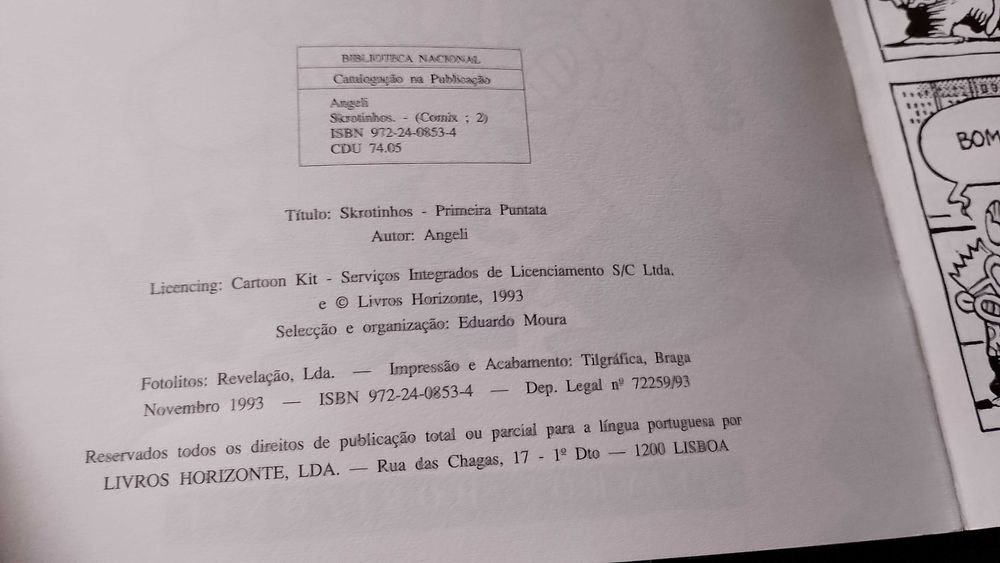 BIBLIOTECA NACIONAL
Catalogação na Publicação
Angeli
Skrotinhos. - (Comix ; 2)
ISBN 972-24-0853-4
CDU 74.05
Título: Skrotinhos - Primeira Puntata
Autor: Angeli
Licencing: Cartoon Kit - Serviços Integrados de Licenciamento S/C Ltda.
e © Livros Horizonte, 1993
Selecção e organização: Eduardo Moura
Fotolitos: Revelação, Lda. — Impressão e Acabamento: Tilgráfica, Braga
Novembro 1993 — ISBN 972-24-0853-4 — Dep. Legal nº 72259/93
Reservados todos os direitos de publicação total ou parcial para a língua portuguesa por
LIVROS HORIZONTE, LDA. — Rua das Chagas, 17 - 1º Dto — 1200 LISBOA
BOM